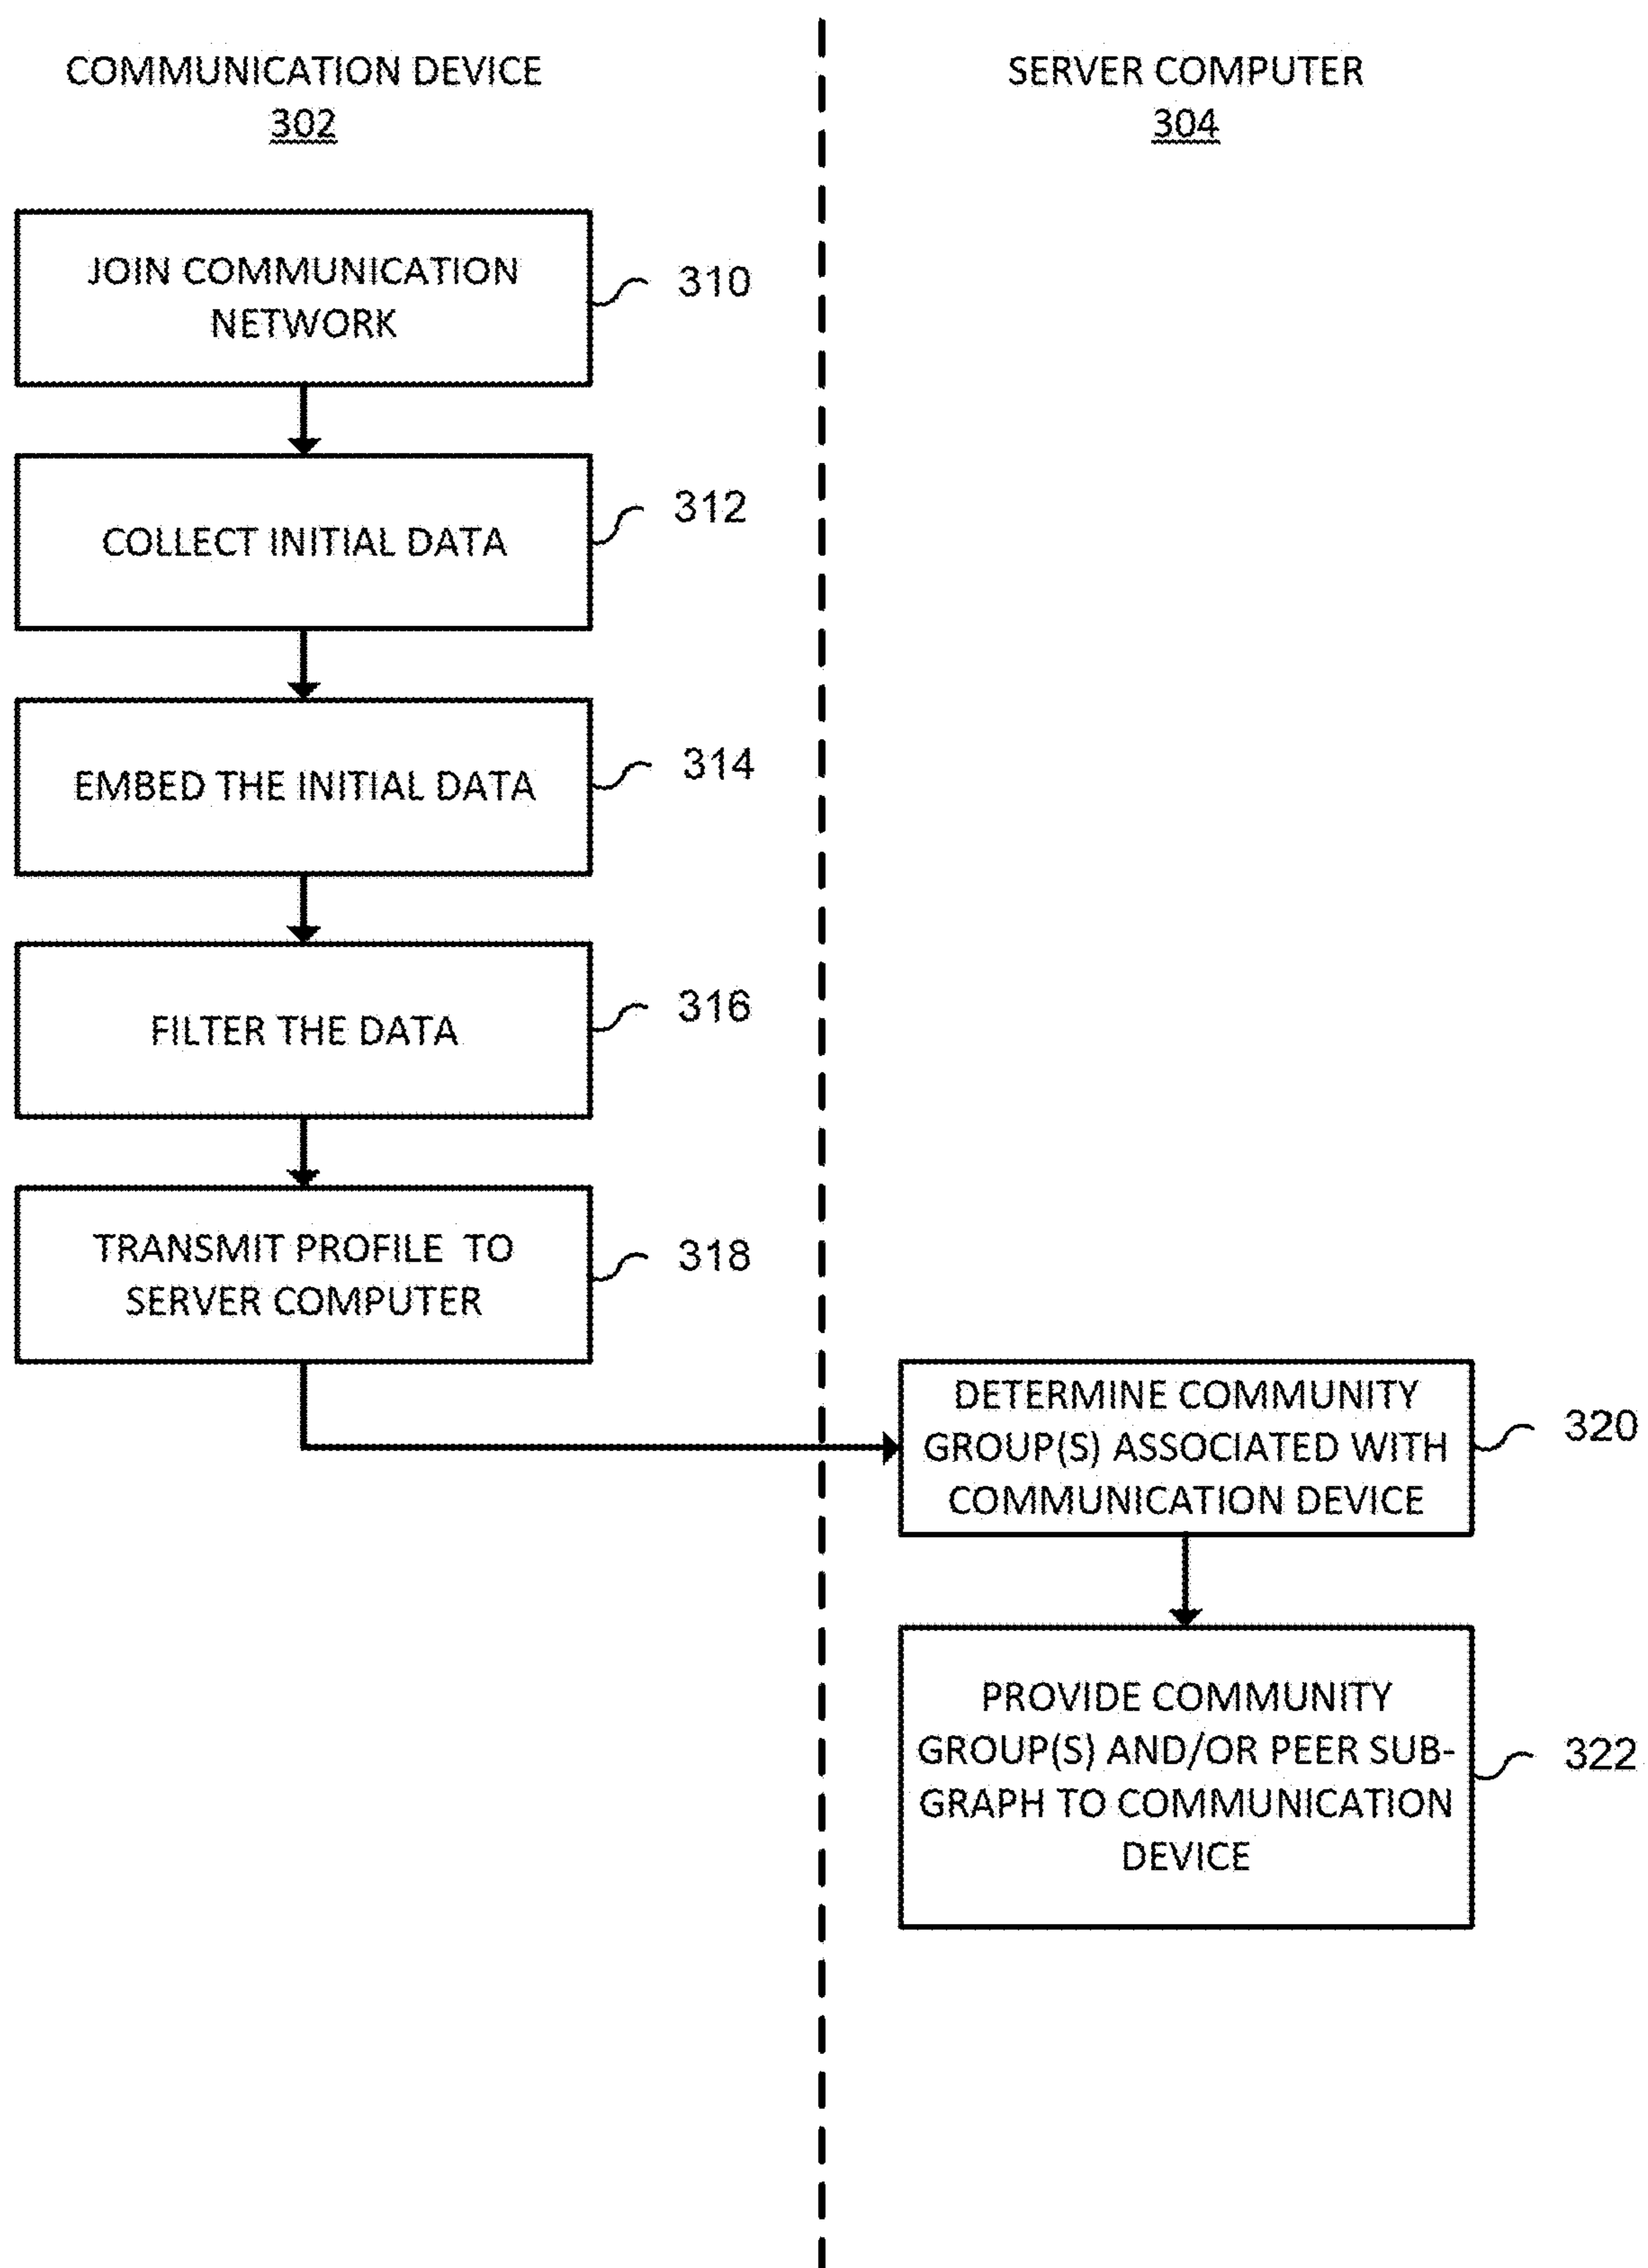 COMMUNICATION DEVICE
302
SERVER COMPUTER
304
JOIN COMMUNICATION
NETWORK
310
COLLECT INITIAL DATA
312
EMBED THE INITIAL DATA
314
FILTER THE DATA
316
TRANSMIT PROFILE TO
SERVER COMPUTER
318
DETERMINE COMMUNITY
GROUP(S) ASSOCIATED WITH
COMMUNICATION DEVICE
320
PROVIDE COMMUNITY
GROUP(S) AND/OR PEER SUB-
GRAPH TO COMMUNICATION
DEVICE
322